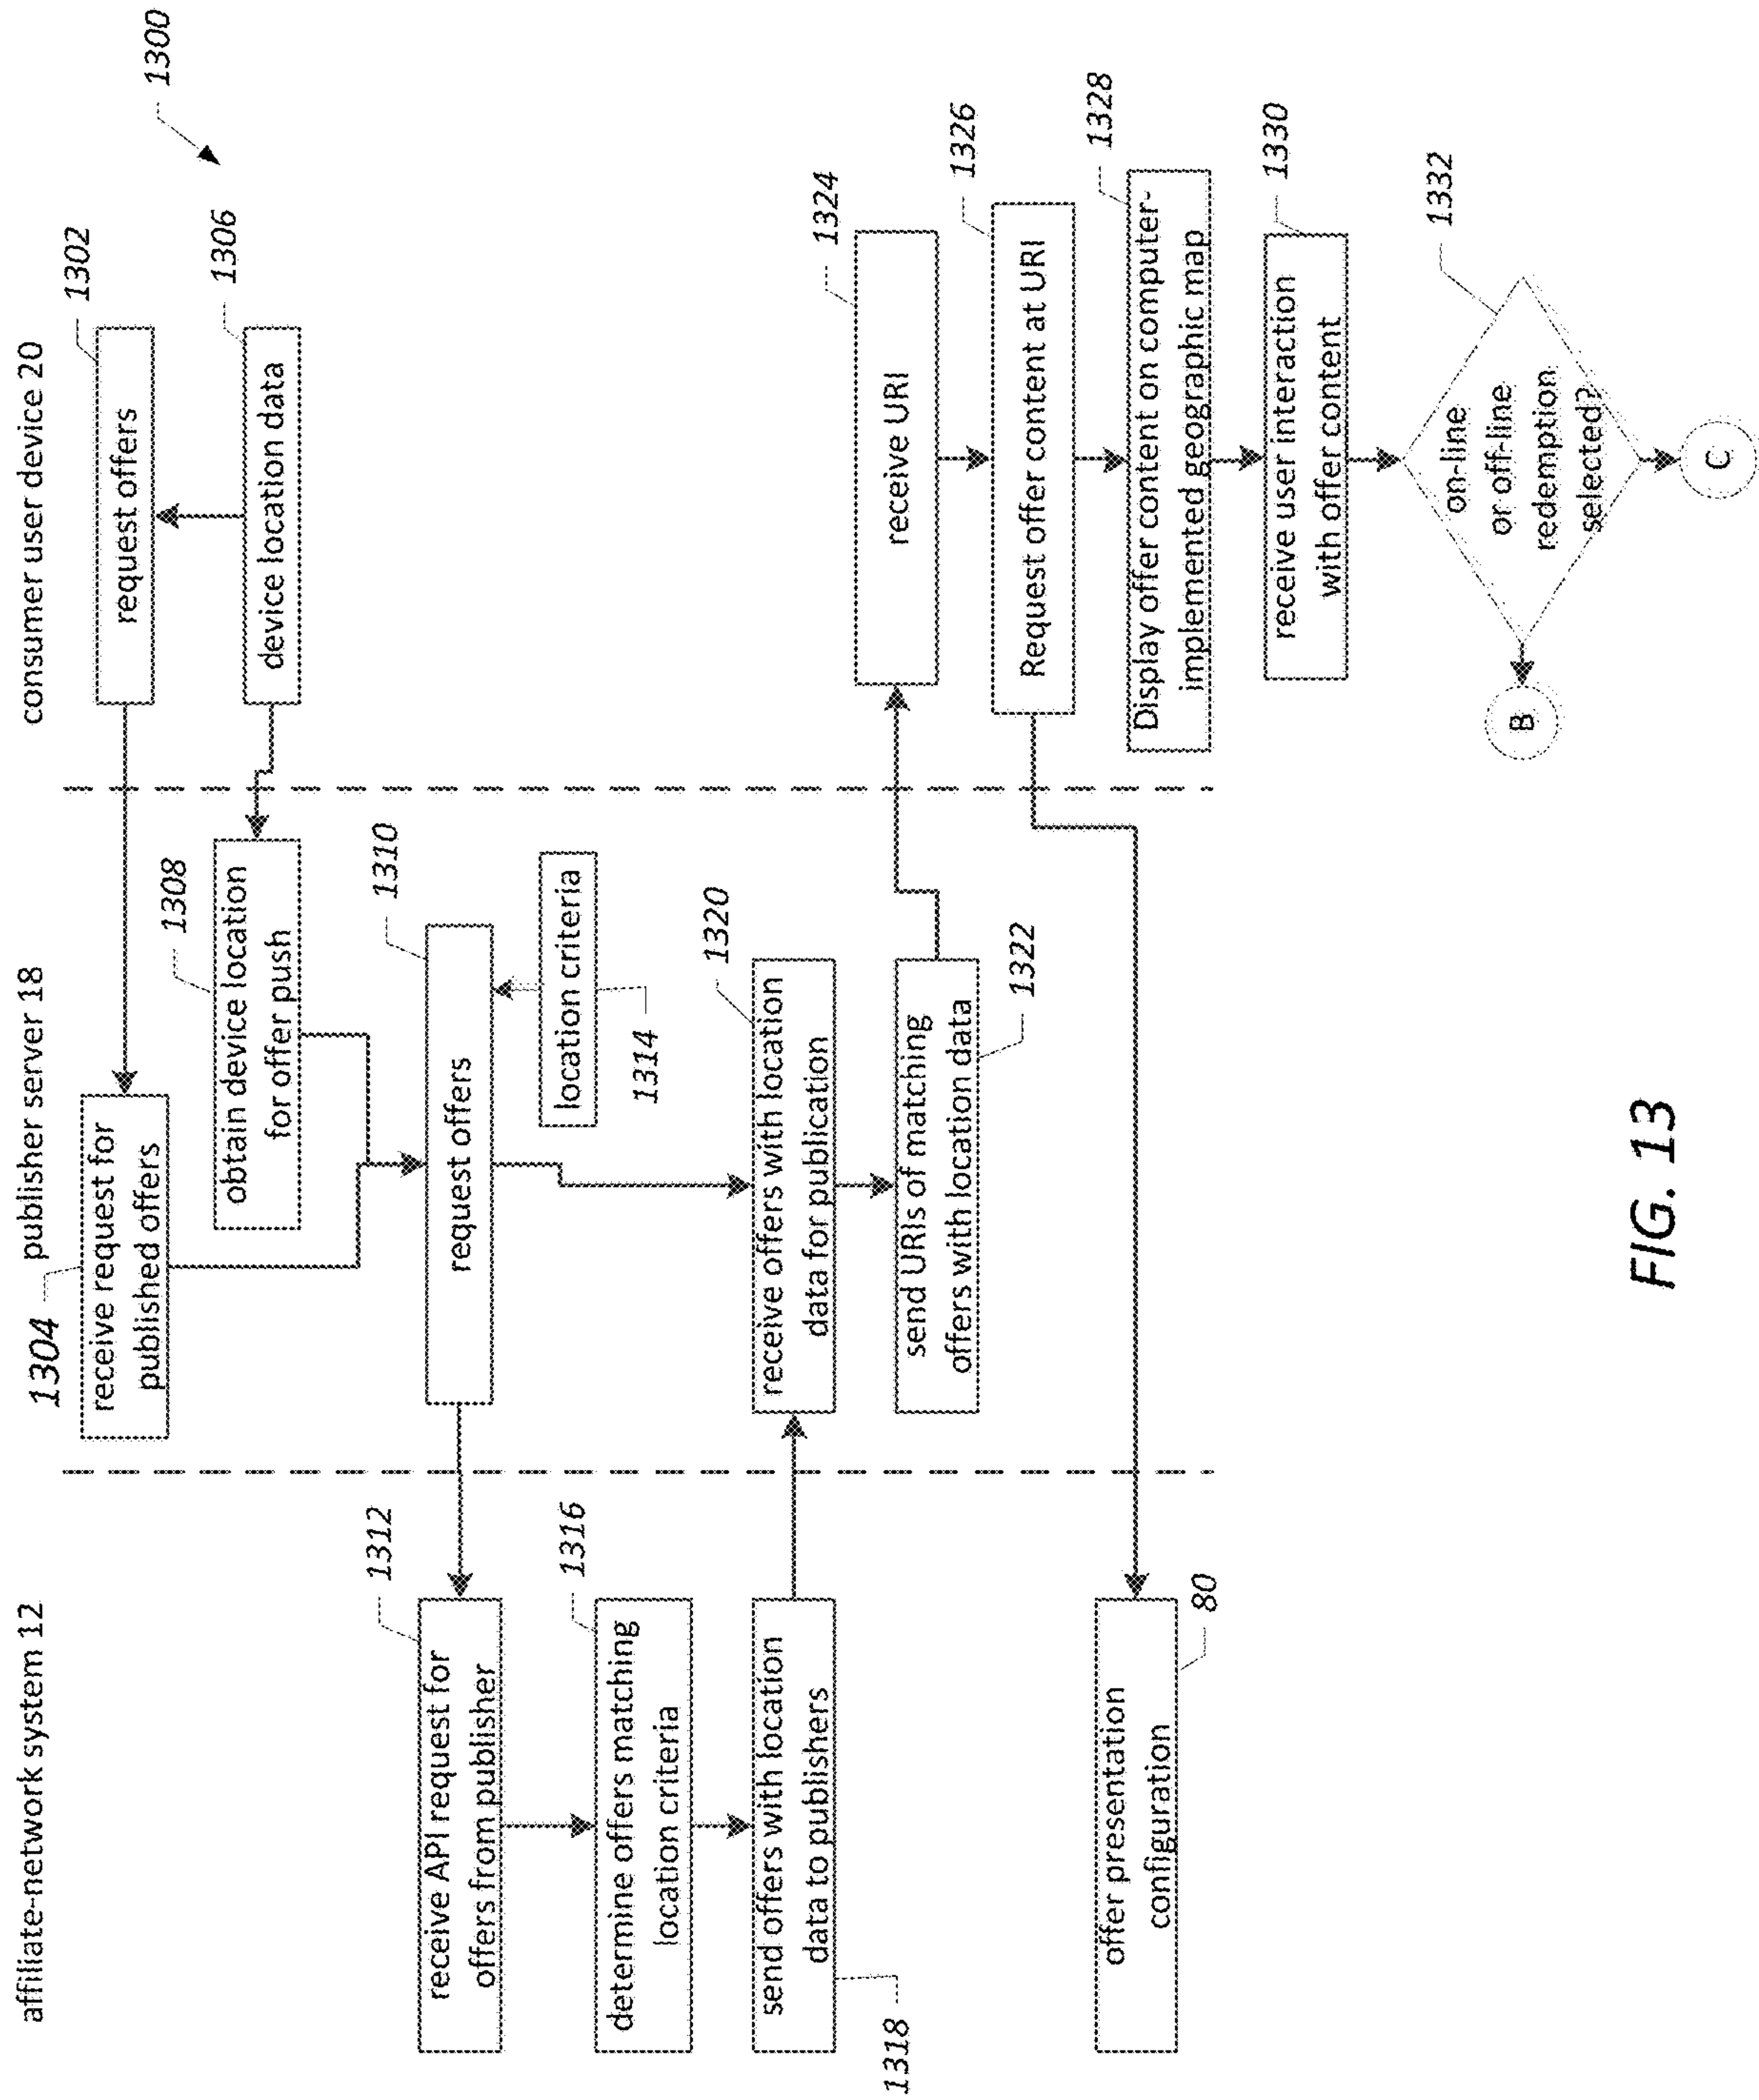 affiliate-network system 12
publisher server 18
consumer user device 20
1300
1302
request offers
1304
receive request for
published offers
1306
device location data
1308
obtain device location
for offer push
1310
request offers
location criteria
1314
1312
receive API request for
offers from publisher
1316
determine offers matching
location criteria
send offers with location
data to publishers
1318
1320
receive offers with location
data for publication
send URIs of matching
offers with location data
1322
1324
receive URI
1326
Request offer content at URI
offer presentation
configuration
80
1328
Display offer content on computer-
implemented geographic map
1330
receive user interaction
with offer content
1332
on-line
or off-line
redemption
selected?
B
C
FIG. 13